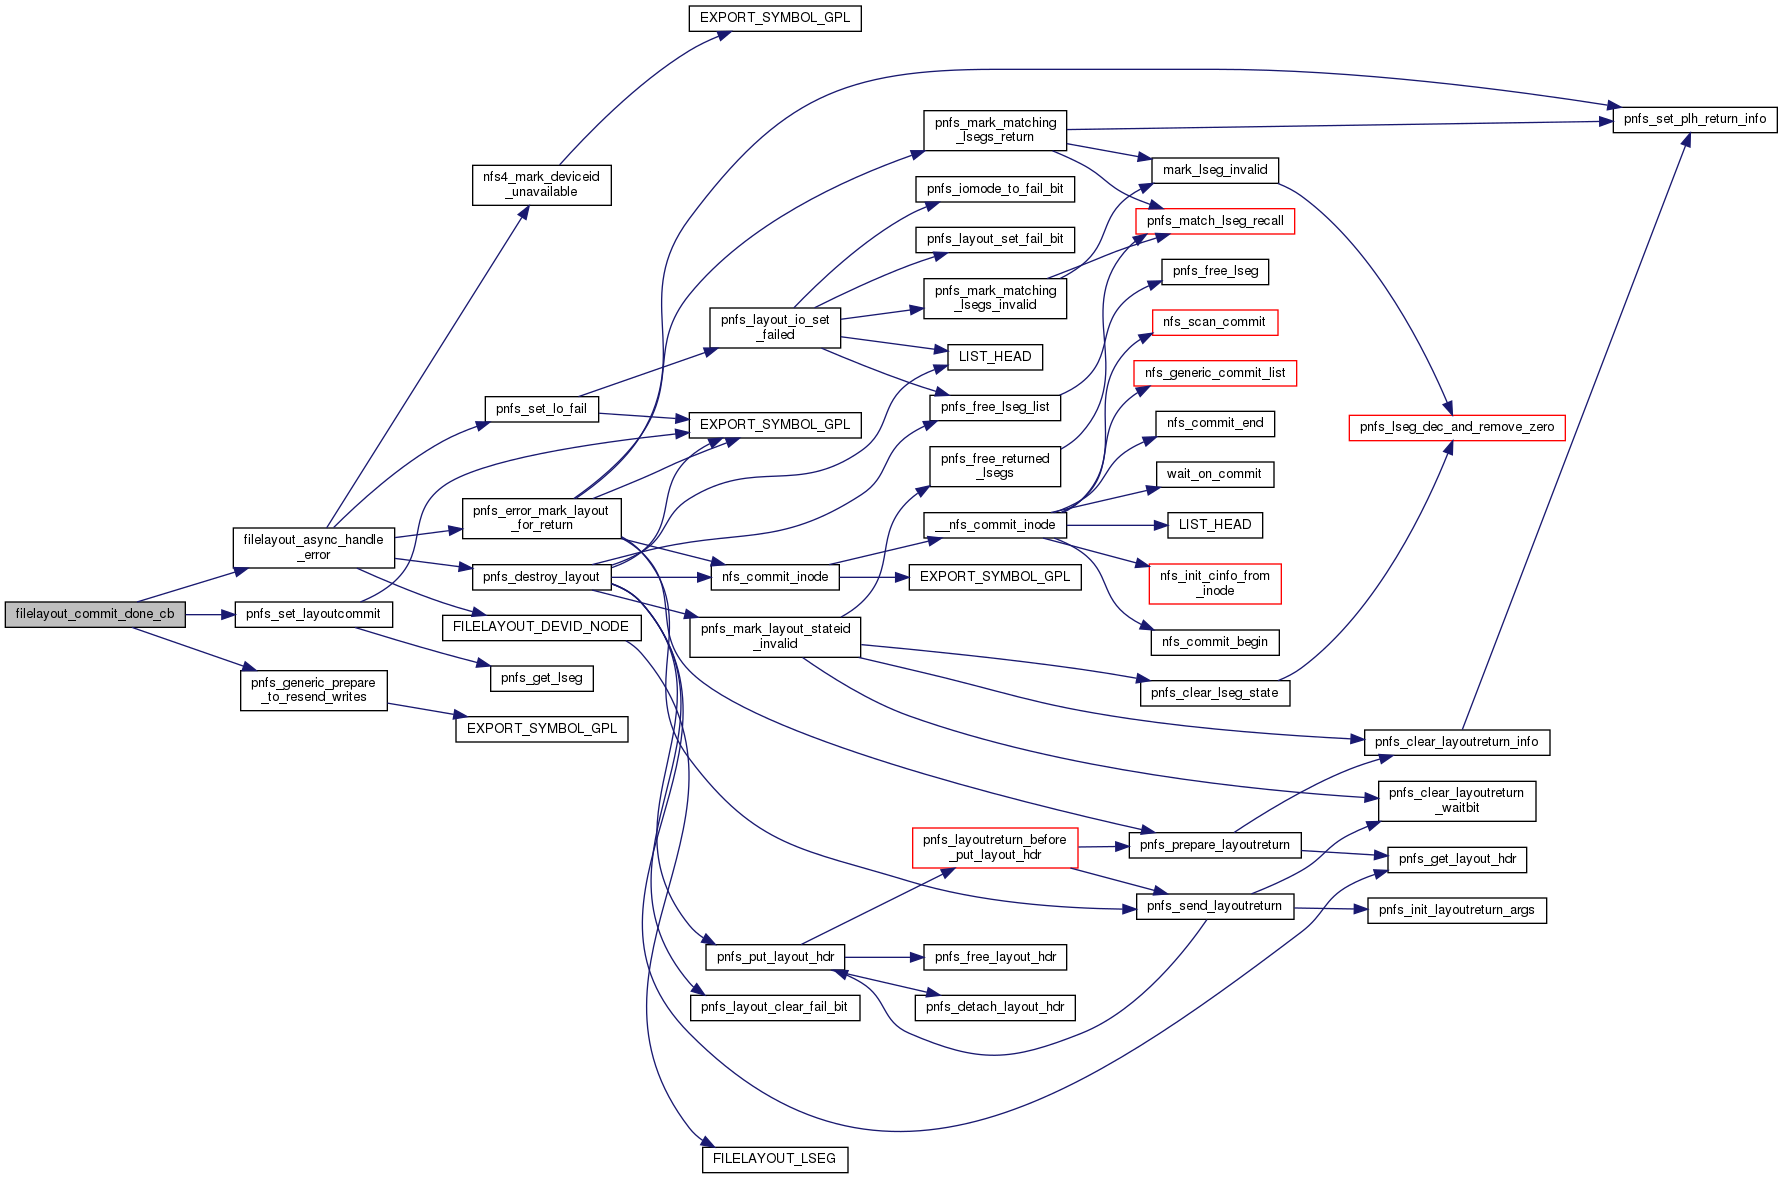 EXPORT_SYMBOL_GPL
pnfs_mark_matching
_lsegs_return
pnfs_set_plh_return_info
nfs4_mark_deviceid
_unavailable
mark_lseg_invalid
pnfs_iomode_to_fail_bit
pnfs_match_lseg_recall
pnfs_layout_set_fail_bit
pnfs_free_lseg
pnfs_mark_matching
_lsegs_invalid
pnfs_layout_io_set
_failed
nfs_scan_commit
LIST_HEAD
nfs_generic_commit_list
pnfs_set_lo_fail
pnfs_free_lseg_list
EXPORT_SYMBOL_GPL
nfs_commit_end
pnfs_lseg_dec_and_remove_zero
pnfs_free_returned
_lsegs
wait_on_commit
pnfs_error_mark_layout
_for_return
__nfs_commit_inode
LIST_HEAD
filelayout_async_handle
_error
pnfs_destroy_layout
nfs_commit_inode
EXPORT_SYMBOL_GPL
nfs_init_cinfo_from
_inode
filelayout_commit_done_cb
pnfs_set_layoutcommit
FILELAYOUT_DEVID_NODE
pnfs_mark_layout_stateid
_invalid
nfs_commit_begin
pnfs_generic_prepare
_to_resend_writes
pnfs_get_lseg
pnfs_clear_lseg_state
EXPORT_SYMBOL_GPL
pnfs_clear_layoutreturn_info
pnfs_clear_layoutreturn
_waitbit
pnfs_layoutreturn_before
_put_layout_hdr
pnfs_prepare_layoutreturn
pnfs_get_layout_hdr
pnfs_send_layoutreturn
pnfs_init_layoutreturn_args
pnfs_put_layout_hdr
pnfs_free_layout_hdr
pnfs_layout_clear_fail_bit
pnfs_detach_layout_hdr
FILELAYOUT_LSEG